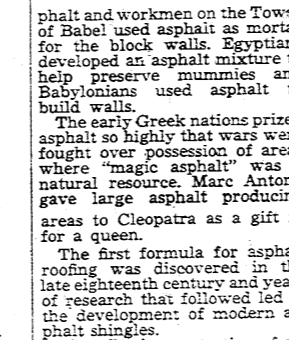 phalt and workmen on the Towe
of Babel used asphalt as morta
for the block walls. Egyptian
developed an asphalt mixture t
help preserve mummies an
Babylonians used asphalt t
build walls.
The early Greek nations prize
asphalt so highly that wars wer
fought over possession of area
where "magic asphalt" was
natural resource. Marc Anton
gave large asphalt producin
areas to Cleopatra as a gift
for a queen.
The first formula for aspha
roofing was discovered in th
late eighteenth century and yea
of research that followed led
the development of modern a
phalt shingles.